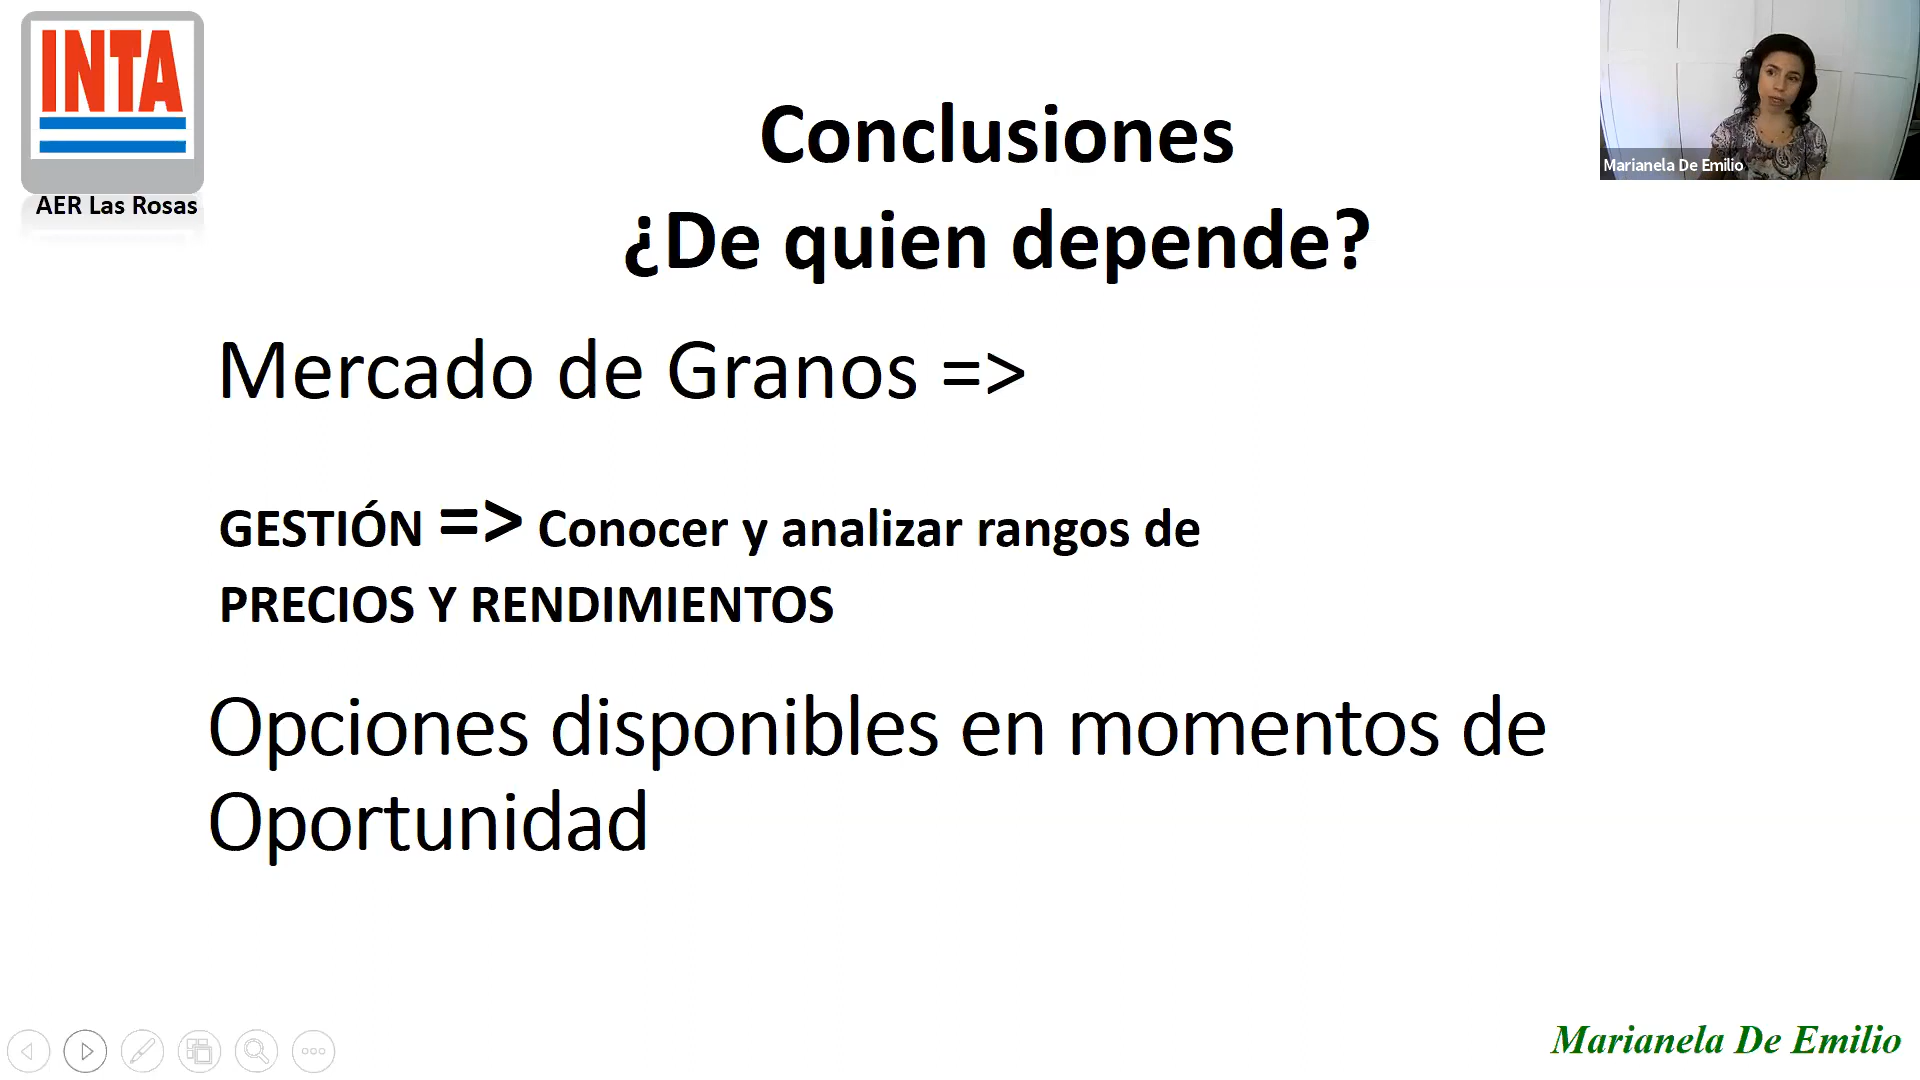 INTA
AER Las Rosas
Conclusiones
¿De quien depende?
Marianela De Emilio
Mercado de Granos =>
GESTIÓN => Conocer y analizar rangos de
PRECIOS Y RENDIMIENTOS
Opciones disponibles en momentos de
Oportunidad
Marianela De Emilio